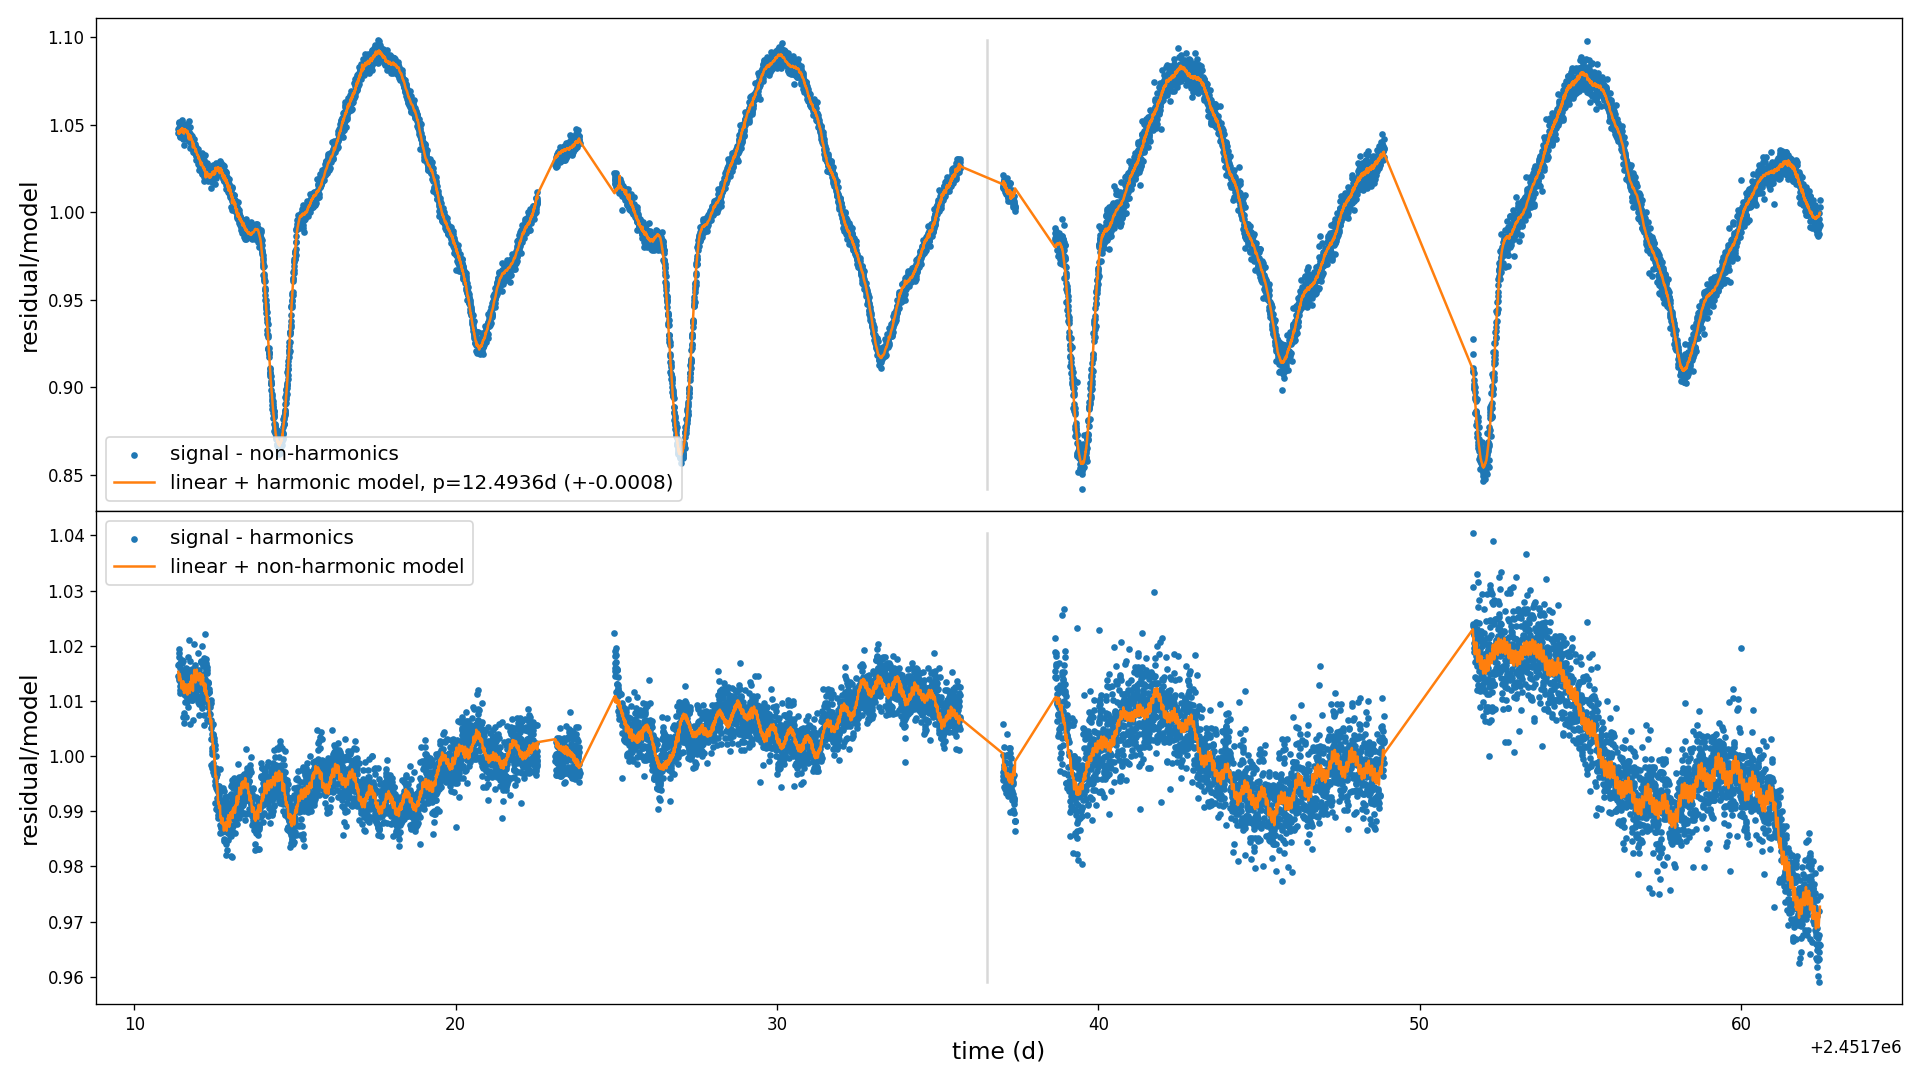 1.10
1.05
1.00
0.95
0.90
0.85
residual/model
signal - non-harmonics
linear + harmonic model, p=12.4936d (+-0.0008)
1.04
1.03
1.02
1.01
1.00
0.99
0.98
0.97
0.96
residual/model
signal - harmonics
linear + non-harmonic model
10 20 30 40 50 60
time (d)
+2.4517e6